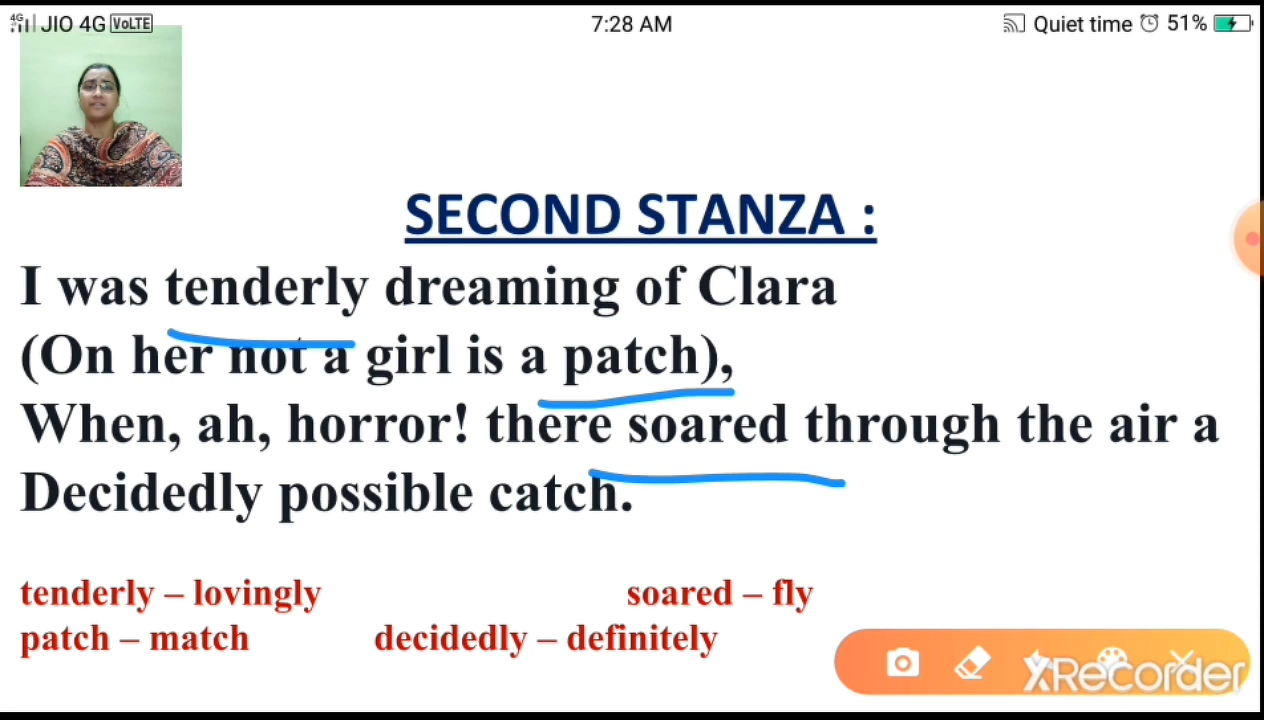 4G JIO 4G VoLTE 7:28 AM Quiet time 51%
SECOND STANZA :
I was tenderly dreaming of Clara
(On her not a girl is a patch),
When, ah, horror! there soared through the air a
Decidedly possible catch.
tenderly – lovingly soared – fly
patch – match decidedly – definitely
XRecorder